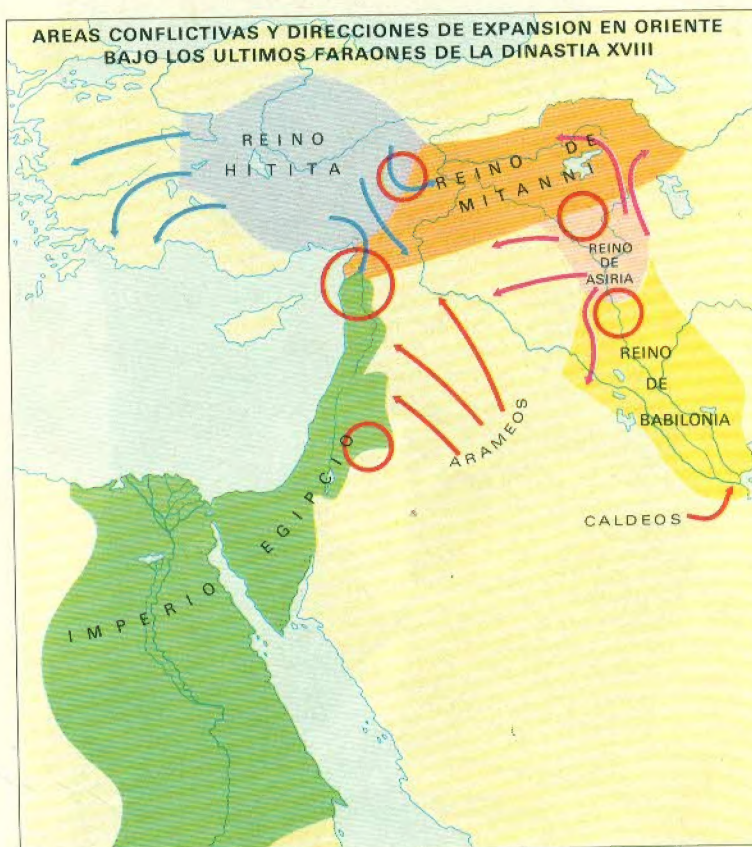 AREAS CONFLICTIVAS Y DIRECCIONES DE EXPANSION EN ORIENTE
BAJO LOS ULTIMOS FARAONES DE LA DINASTIA XVIII
REINO
HITITA
REINO DE
MITANNI
REINO
DE
ASIRIA
REINO
DE
BABILONIA
ARAMEOS
CALDEOS
IMPERIO EGIPCIO